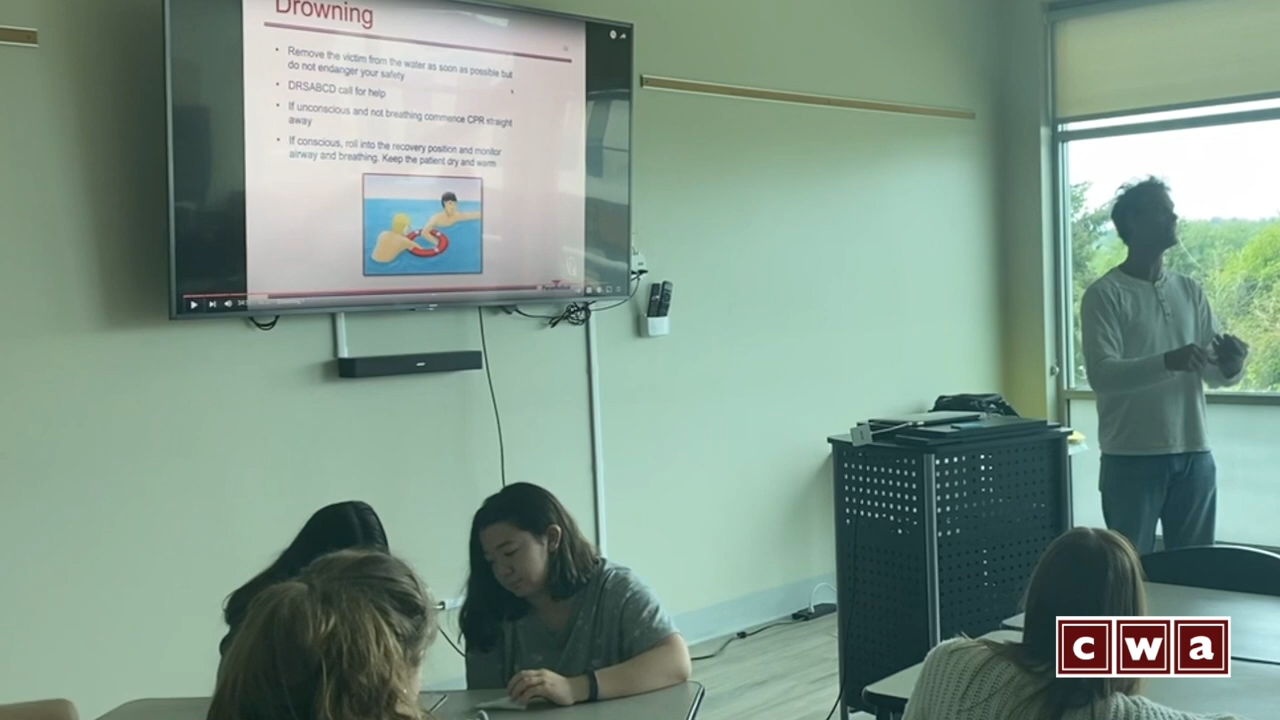 Drowning
• Remove the victim from the water as soon as possible but
do not endanger your safety
• DRSABCD call for help
• If unconscious and not breathing commence CPR straight
away
• If conscious, roll into the recovery position and monitor
airway and breathing. Keep the patient dry and warm
cwa